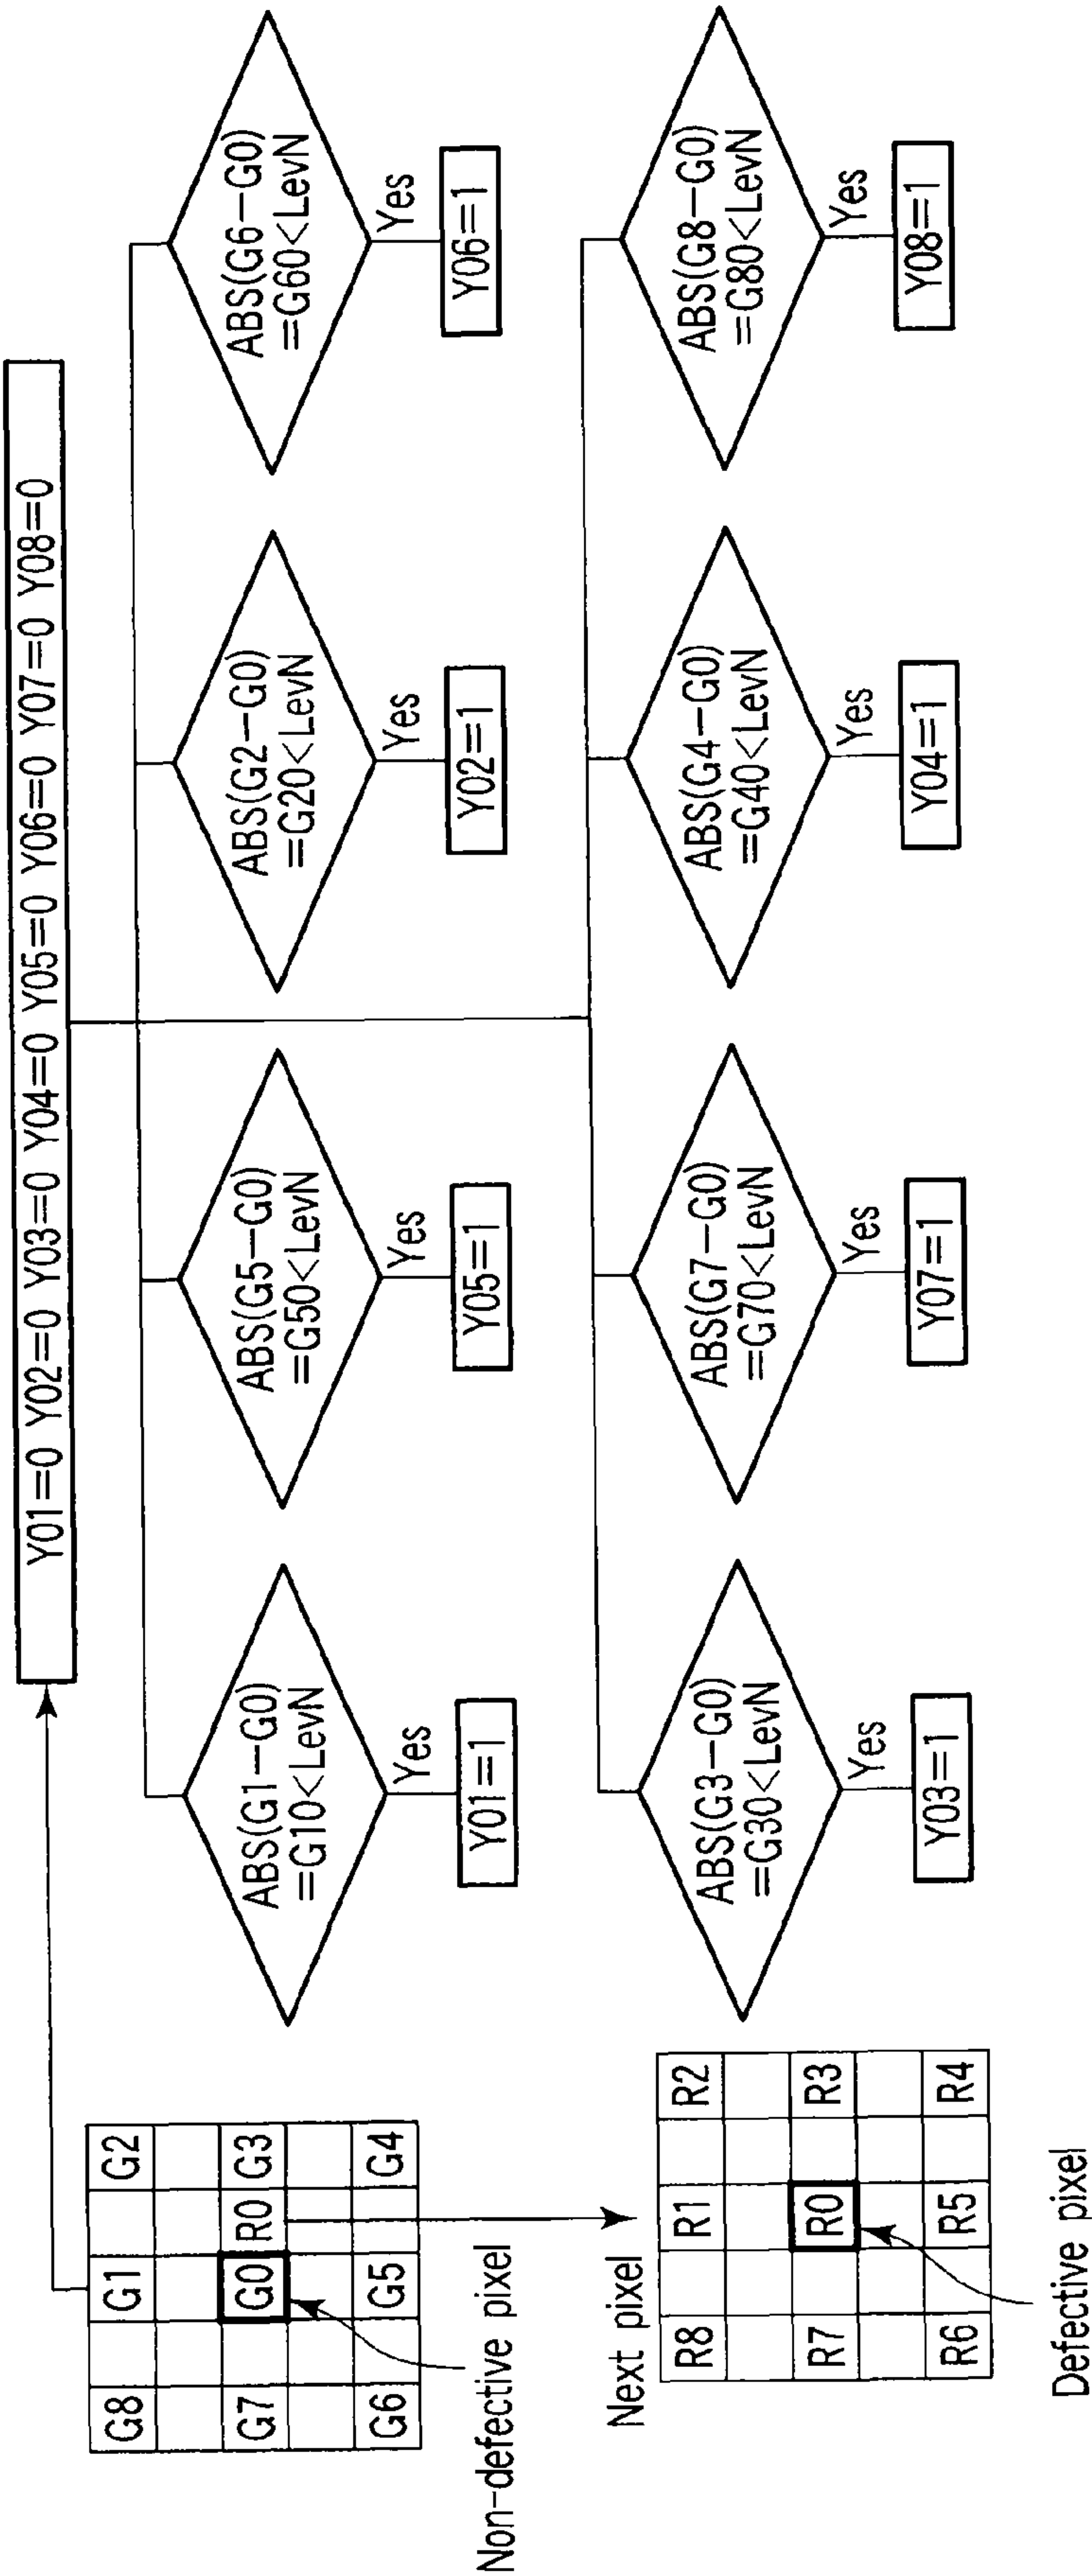 Y01=0 Y02=0 Y03=0 Y04=0 Y05=0 Y06=0 Y07=0 Y08=0
G8 G1 G2
G7 G0 R0 G3
G6 G5 G4
Non-defective pixel
ABS(G1-G0)
=G10<LevN
Yes
Y01=1
ABS(G5-G0)
=G50<LevN
Yes
Y05=1
ABS(G2-G0)
=G20<LevN
Yes
Y02=1
ABS(G6-G0)
=G60<LevN
Yes
Y06=1
Next pixel
R8 R1 R2
R7 R0 R3
R6 R5 R4
Defective pixel
ABS(G3-G0)
=G30<LevN
Yes
Y03=1
ABS(G7-G0)
=G70<LevN
Yes
Y07=1
ABS(G4-G0)
=G40<LevN
Yes
Y04=1
ABS(G8-G0)
=G80<LevN
Yes
Y08=1